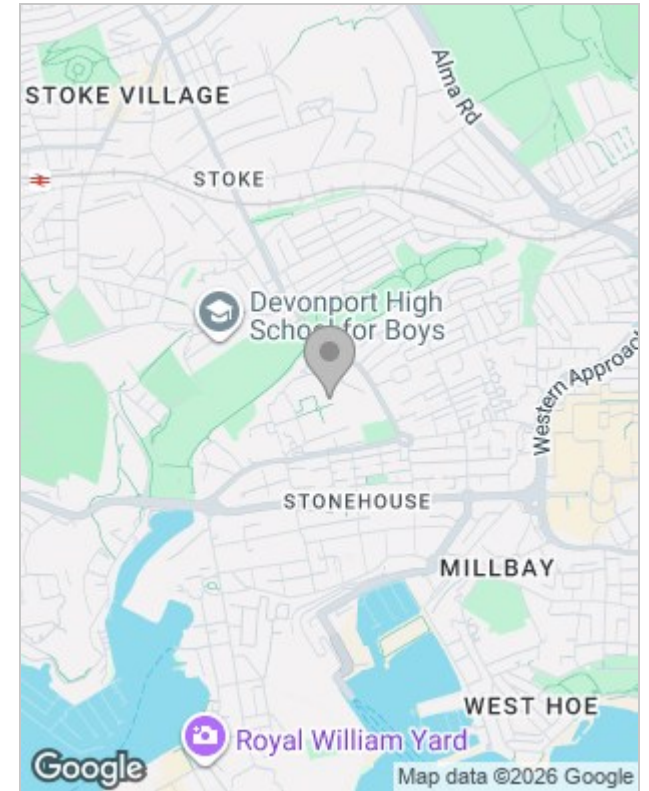 Alma Rd
STOKE VILLAGE
STOKE
Devonport High
School for Boys
Western Approach
STONEHOUSE
MILLBAY
WEST HOE
Royal William Yard
Google
Map data ©2026 Google